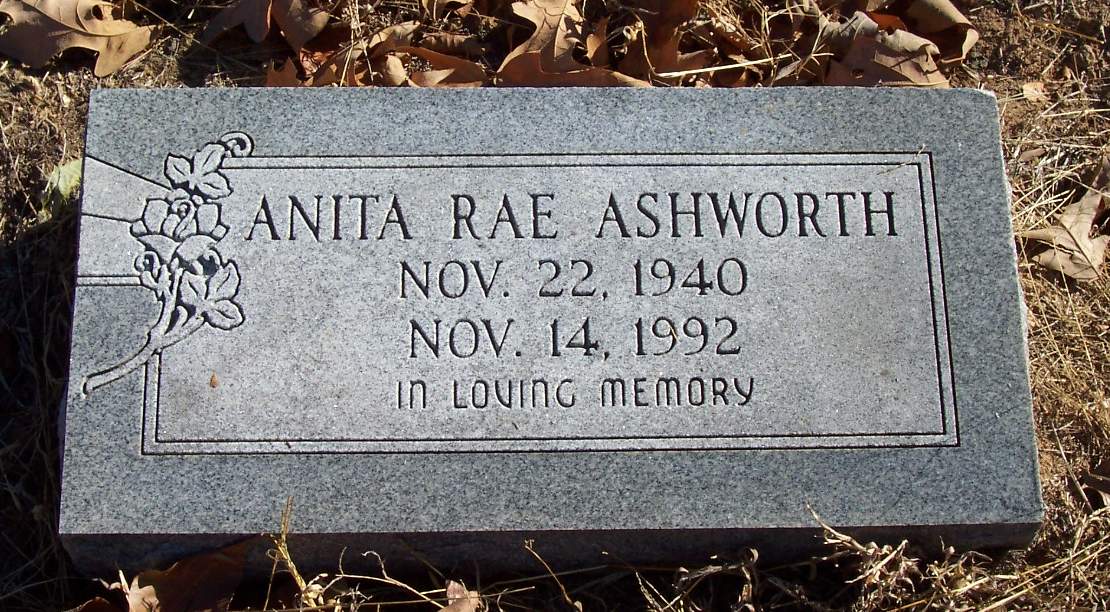 ANITA RAE ASHWORTH
NOV. 22, 1940
NOV. 14, 1992
IN LOVING MEMORY